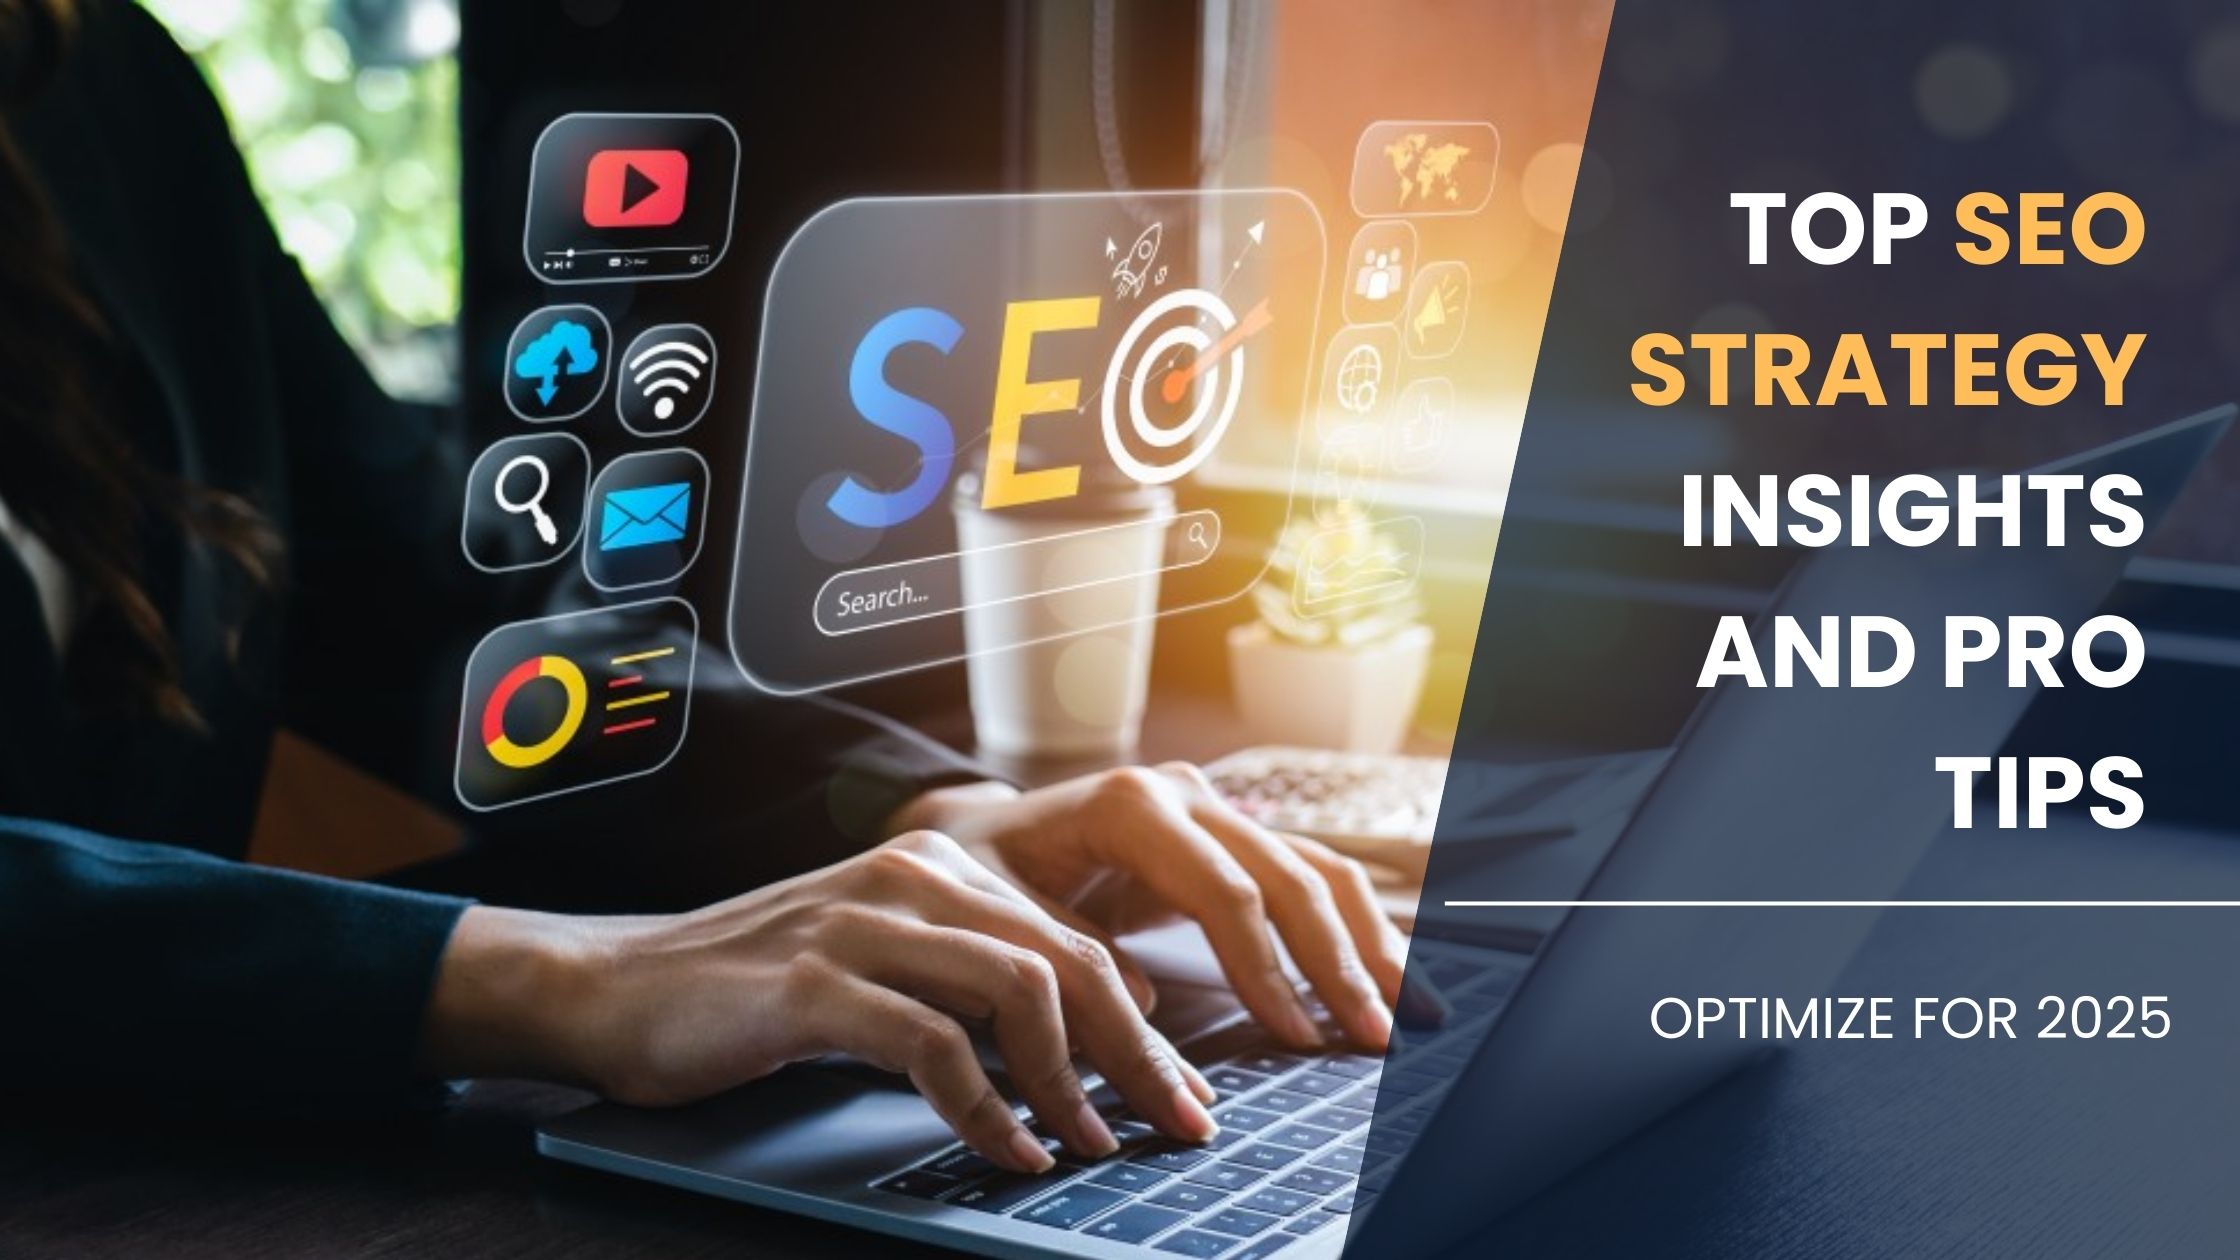 SEO
Search...
TOP SEO
STRATEGY
INSIGHTS
AND PRO
TIPS
OPTIMIZE FOR 2025